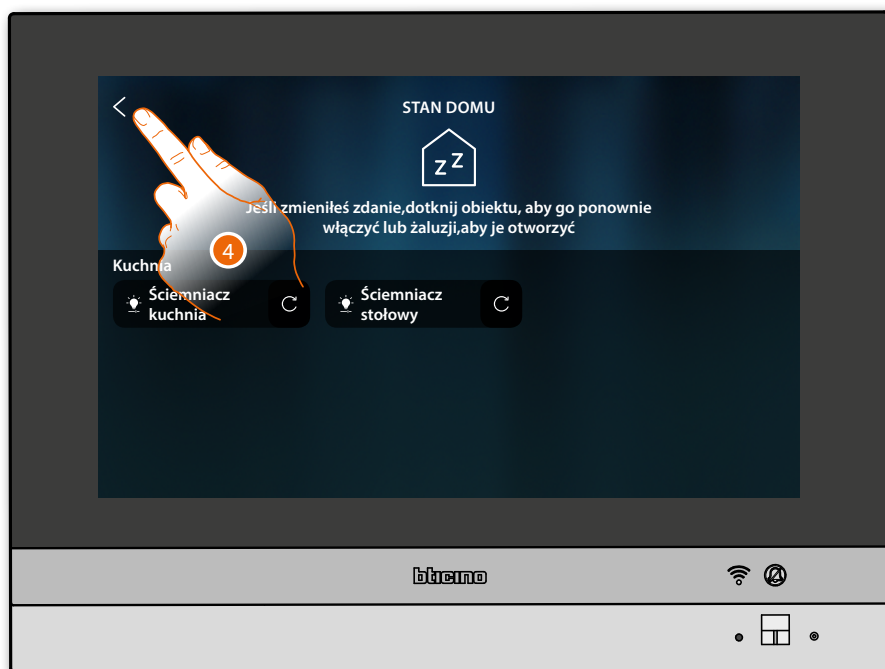 STAN DOMU
z z
Jeśli zmieniłeś zdanie,dotknij obiektu, aby go ponownie
włączyć lub żaluzji,aby je otworzyć
4
Kuchnia
Ściemniacz
kuchnia
Ściemniacz
stołowy
bticino